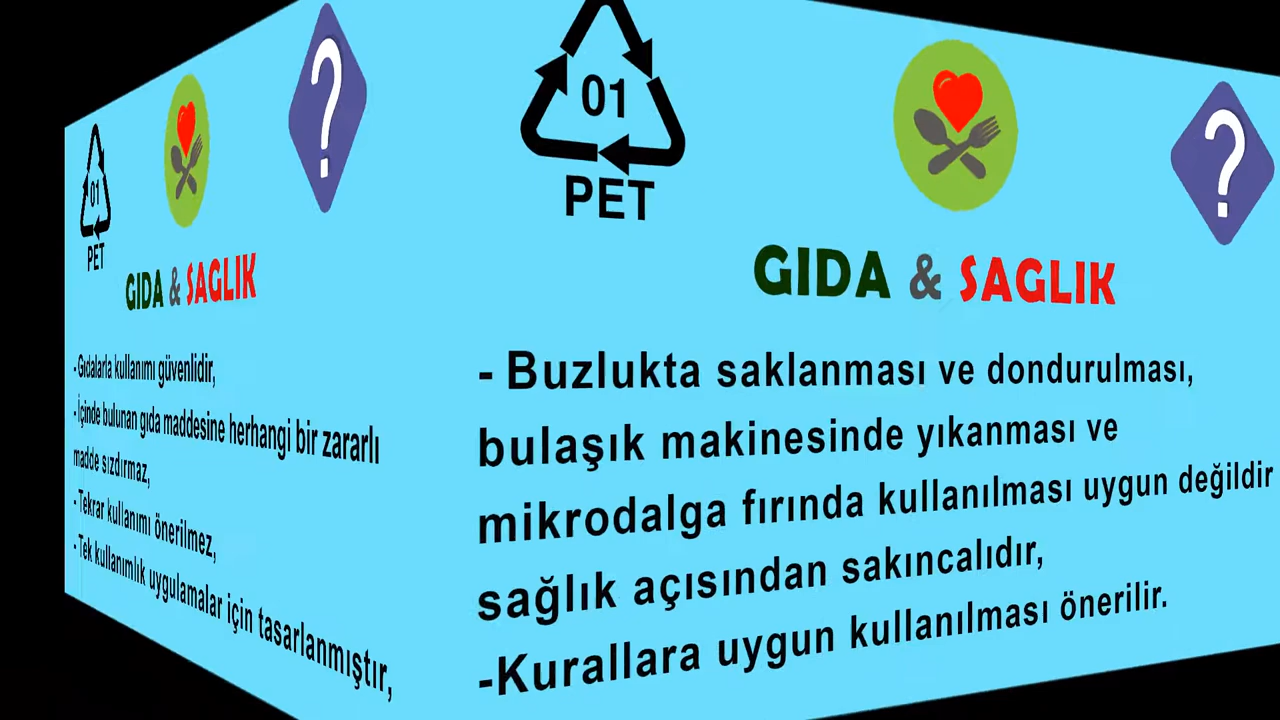 01
PET
?
GIDA & SAGLIK
- Gıdalarla kullanımı güvenlidir,
- İçinde bulunan gıda maddesine herhangi bir zararlı
madde sızdırmaz,
- Tekrar kullanımı önerilmez,
- Tek kullanımlık uygulamalar için tasarlanmıştır,
01
PET
?
GIDA & SAGLIK
- Buzlukta saklanması ve dondurulması,
bulaşık makinesinde yıkanması ve
mikrodalga fırında kullanılması uygun değildir
sağlık açısından sakıncalıdır,
-Kurallara uygun kullanılması önerilir.